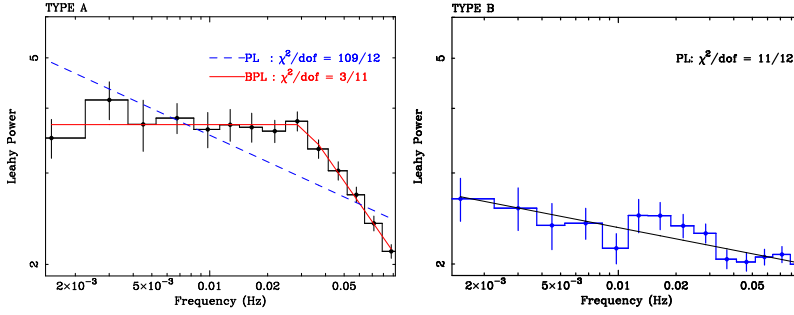 TYPE A
5
2
Leahy Power
PL : χ²/dof = 109/12
BPL : χ²/dof = 3/11
2×10⁻³ 5×10⁻³ 0.01 0.02 0.05
Frequency (Hz)
TYPE B
5
2
Leahy Power
PL: χ²/dof = 11/12
2×10⁻³ 5×10⁻³ 0.01 0.02 0.05
Frequency (Hz)